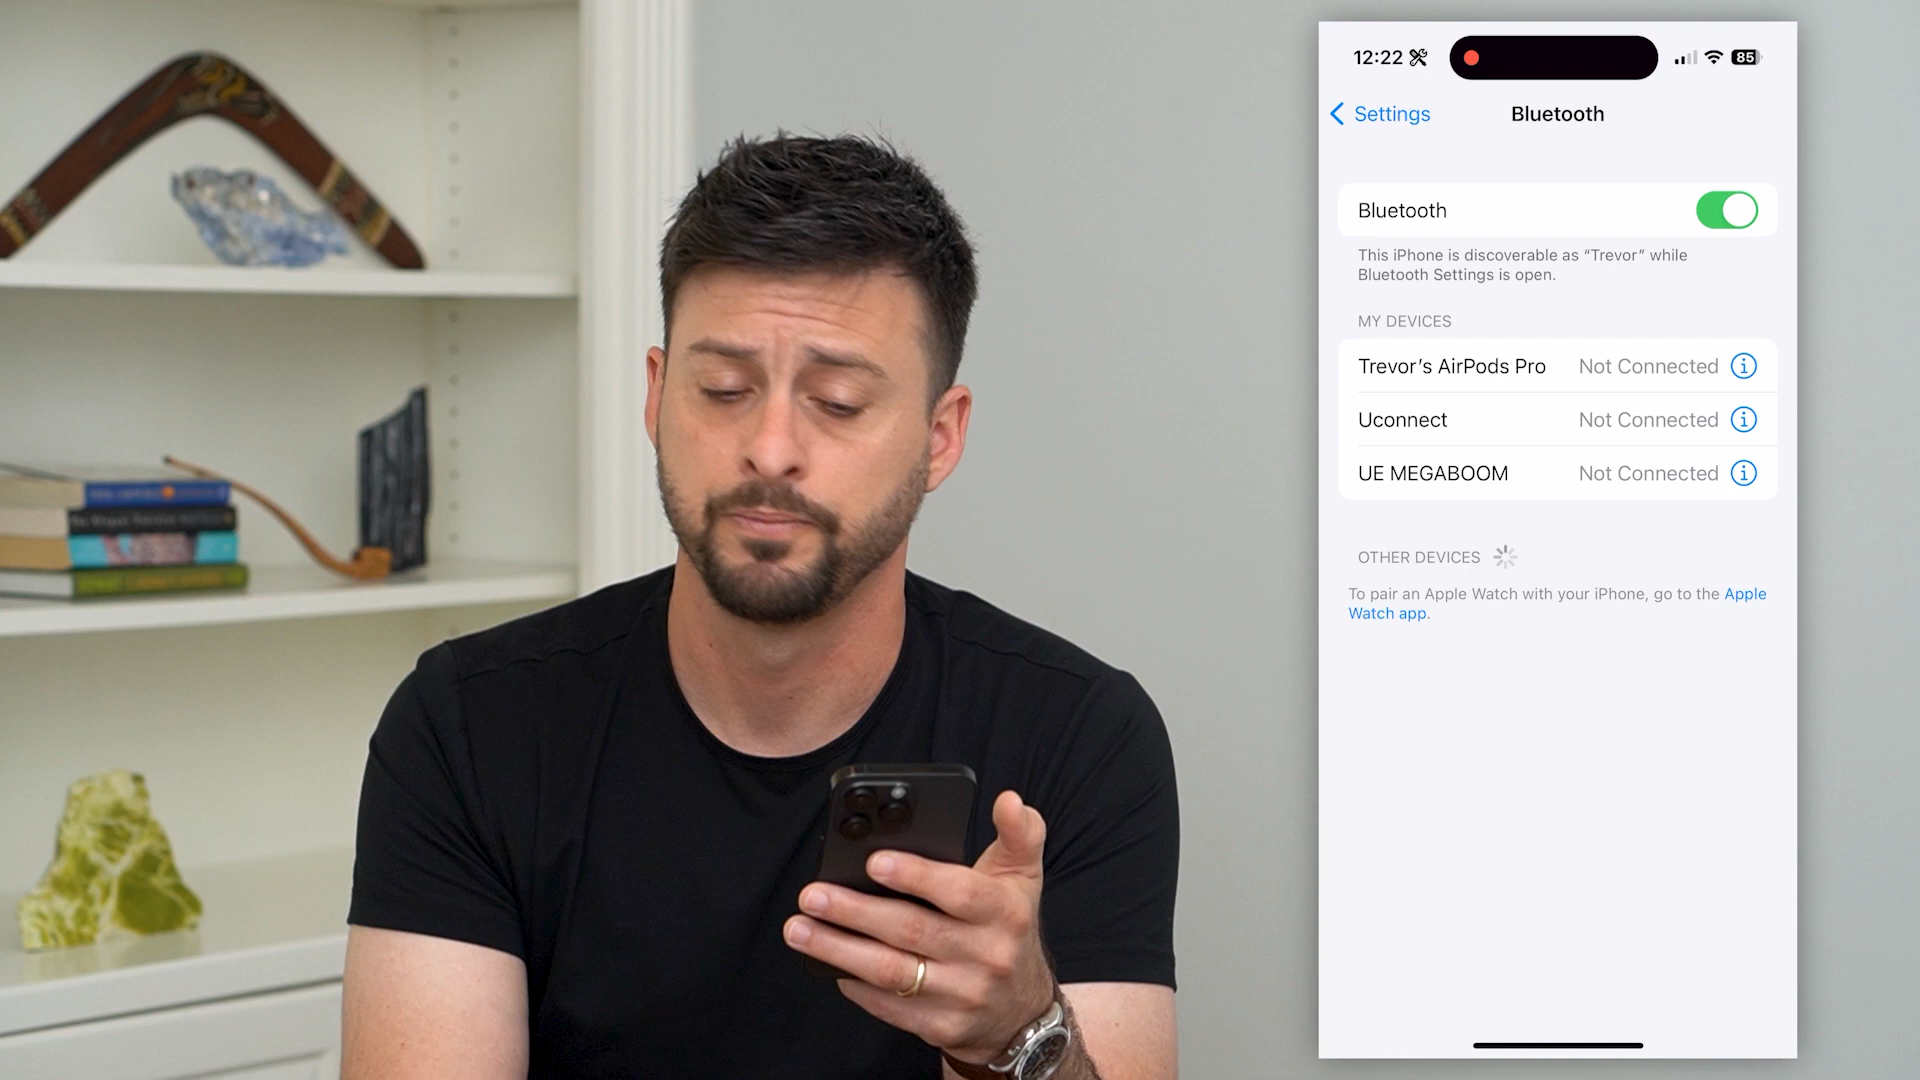 12:22
85
Settings
Bluetooth
Bluetooth
This iPhone is discoverable as “Trevor” while
Bluetooth Settings is open.
MY DEVICES
Trevor’s AirPods Pro Not Connected
Uconnect Not Connected
UE MEGABOOM Not Connected
OTHER DEVICES
To pair an Apple Watch with your iPhone, go to the Apple
Watch app.